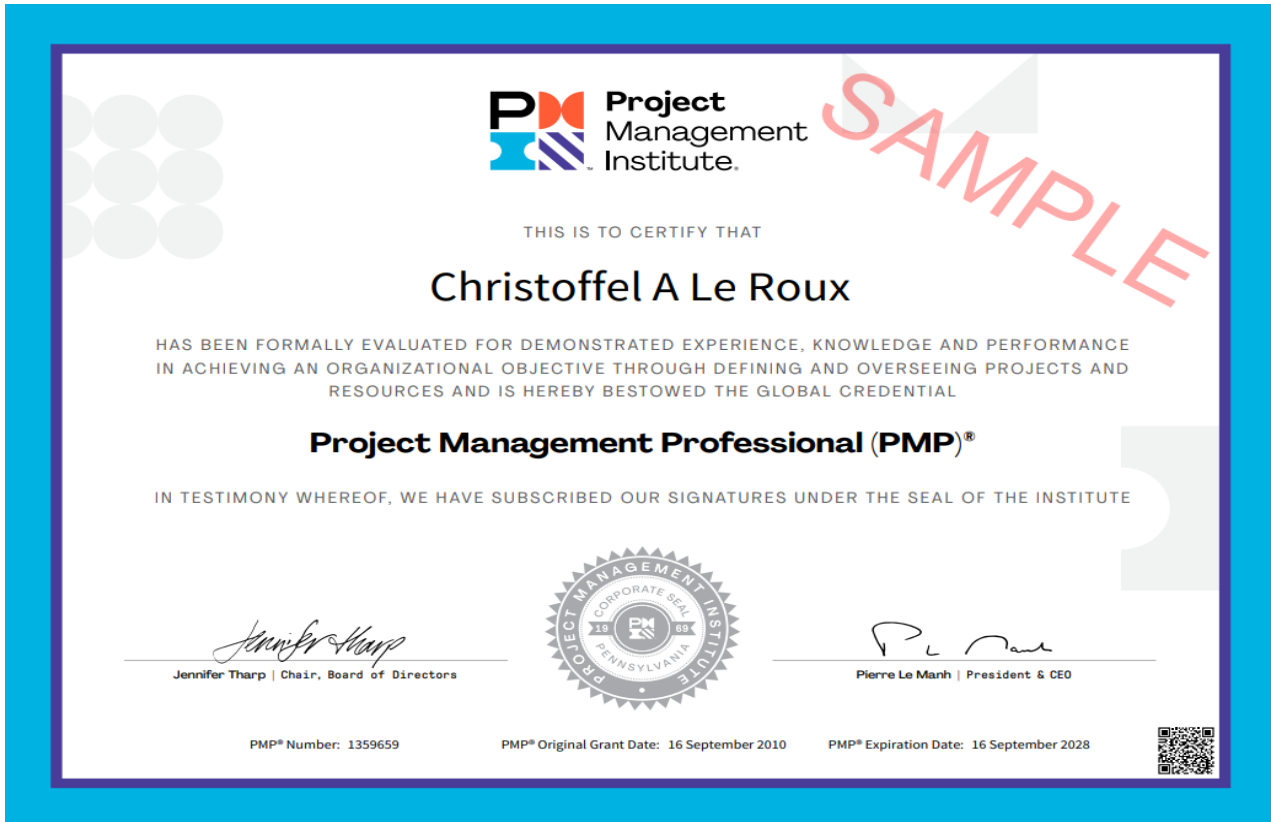 PM
Project
Management
Institute.
SAMPLE
THIS IS TO CERTIFY THAT
Christoffel A Le Roux
HAS BEEN FORMALLY EVALUATED FOR DEMONSTRATED EXPERIENCE, KNOWLEDGE AND PERFORMANCE
IN ACHIEVING AN ORGANIZATIONAL OBJECTIVE THROUGH DEFINING AND OVERSEEING PROJECTS AND
RESOURCES AND IS HEREBY BESTOWED THE GLOBAL CREDENTIAL
Project Management Professional (PMP)®
IN TESTIMONY WHEREOF, WE HAVE SUBSCRIBED OUR SIGNATURES UNDER THE SEAL OF THE INSTITUTE
PROJECT MANAGEMENT INSTITUTE
CORPORATE SEAL
19 69
PENNSYLVANIA
Jennifer Tharp
P L Manh
Jennifer Tharp | Chair, Board of Directors
Pierre Le Manh | President & CEO
PMP® Number: 1359659
PMP® Original Grant Date: 16 September 2010
PMP® Expiration Date: 16 September 2028